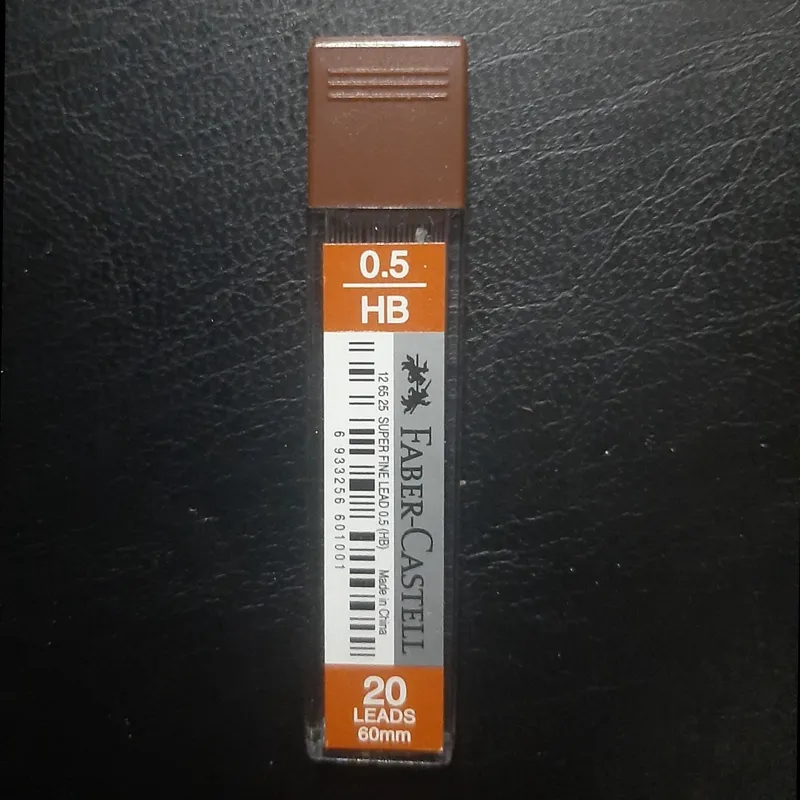 0.5
HB
FABER-CASTELL
12 65 25 SUPER FINE LEAD 0.5 (HB) Made in China
6 933256 601001
20
LEADS
60mm